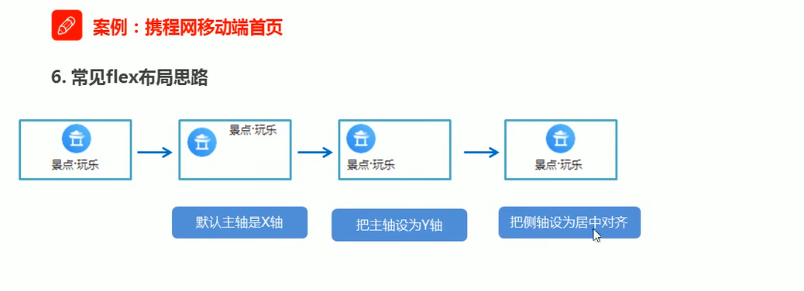 案例：携程网移动端首页
6. 常见flex布局思路
景点·玩乐
景点·玩乐
景点·玩乐
景点·玩乐
默认主轴是X轴
把主轴设为Y轴
把侧轴设为居中对齐